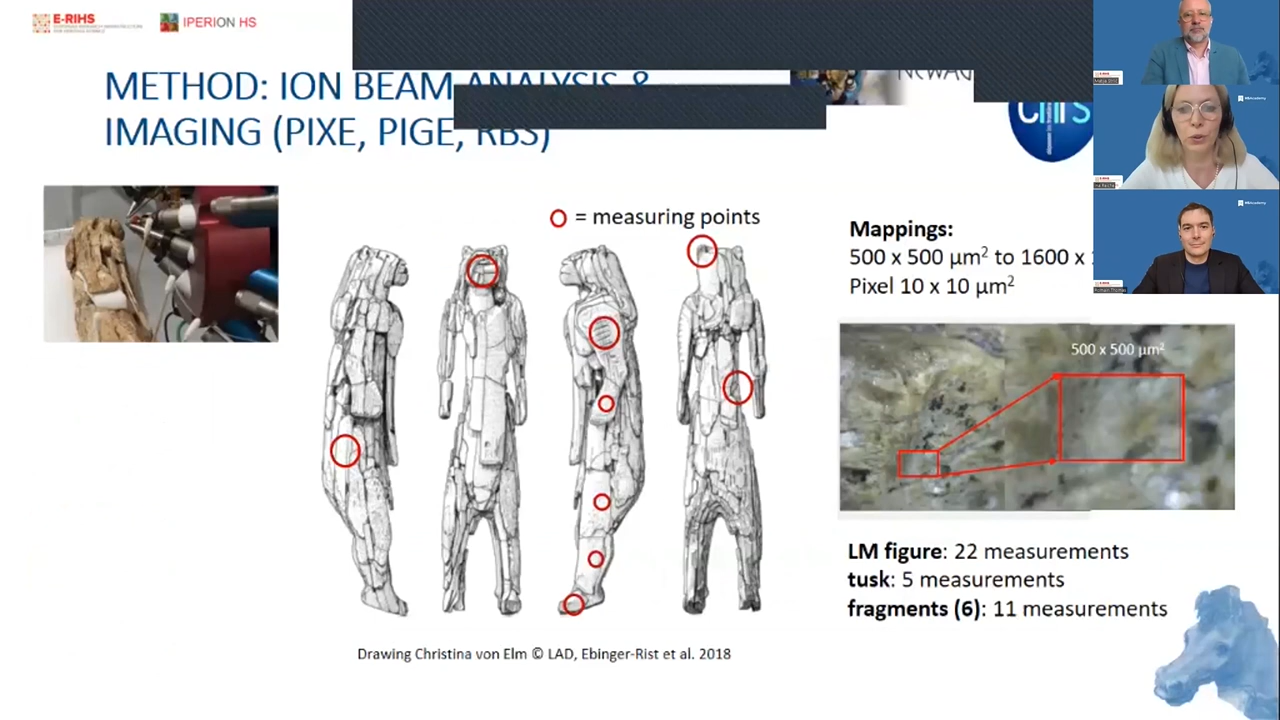 E-RIHS
IPERION HS
METHOD: ION BEAM ANALYSIS &
IMAGING (PIXE, PIGE, RBS)
= measuring points
Mappings:
500 x 500 µm² to 1600 x
Pixel 10 x 10 µm²
500 x 500 µm²
LM figure: 22 measurements
tusk: 5 measurements
fragments (6): 11 measurements
Drawing Christina von Elm © LAD, Ebinger-Rist et al. 2018